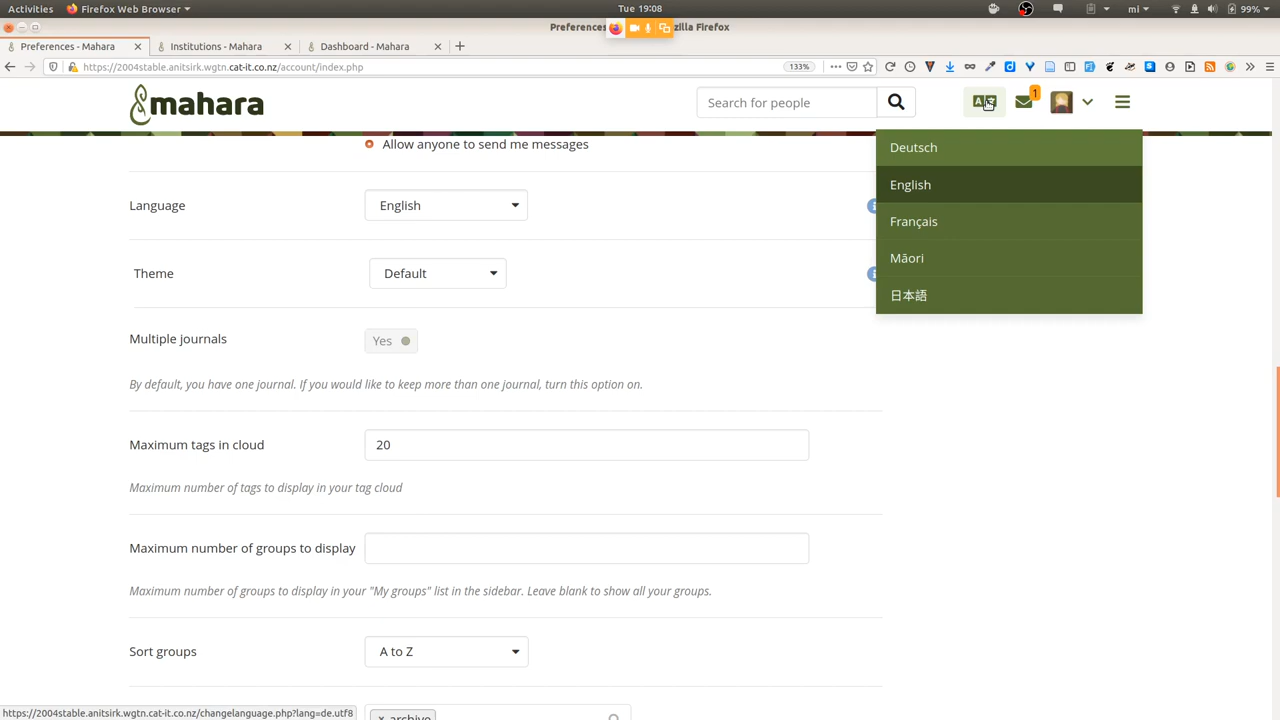 Activities Firefox Web Browser Tue 19:08 mi 99%
Preferences zilla Firefox
Preferences - Mahara Institutions - Mahara Dashboard - Mahara
https://2004stable.anitsirk.wgtn.cat-it.co.nz/account/index.php 133%
mahara Search for people 1
Deutsch
English
Français
Māori
日本語
Allow anyone to send me messages
Language English
Theme Default
Multiple journals Yes
By default, you have one journal. If you would like to keep more than one journal, turn this option on.
Maximum tags in cloud 20
Maximum number of tags to display in your tag cloud
Maximum number of groups to display
Maximum number of groups to display in your "My groups" list in the sidebar. Leave blank to show all your groups.
Sort groups A to Z
× archive
https://2004stable.anitsirk.wgtn.cat-it.co.nz/changelanguage.php?lang=de.utf8